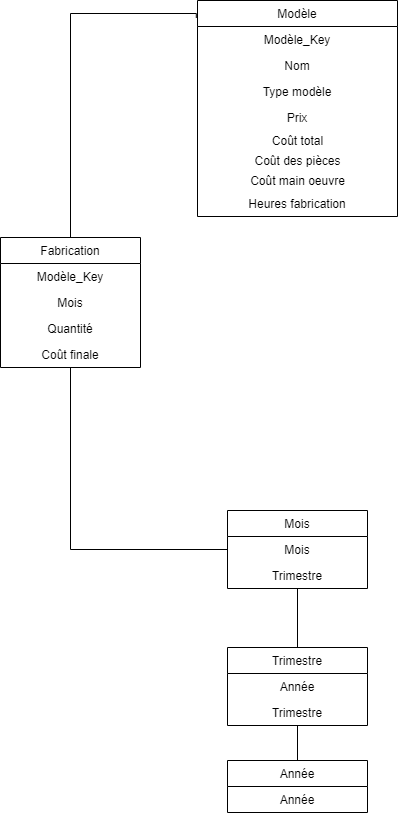 Modèle
Modèle_Key
Nom
Type modèle
Prix
Coût total
Coût des pièces
Coût main oeuvre
Heures fabrication
Fabrication
Modèle_Key
Mois
Quantité
Coût finale
Mois
Mois
Trimestre
Trimestre
Année
Trimestre
Année
Année